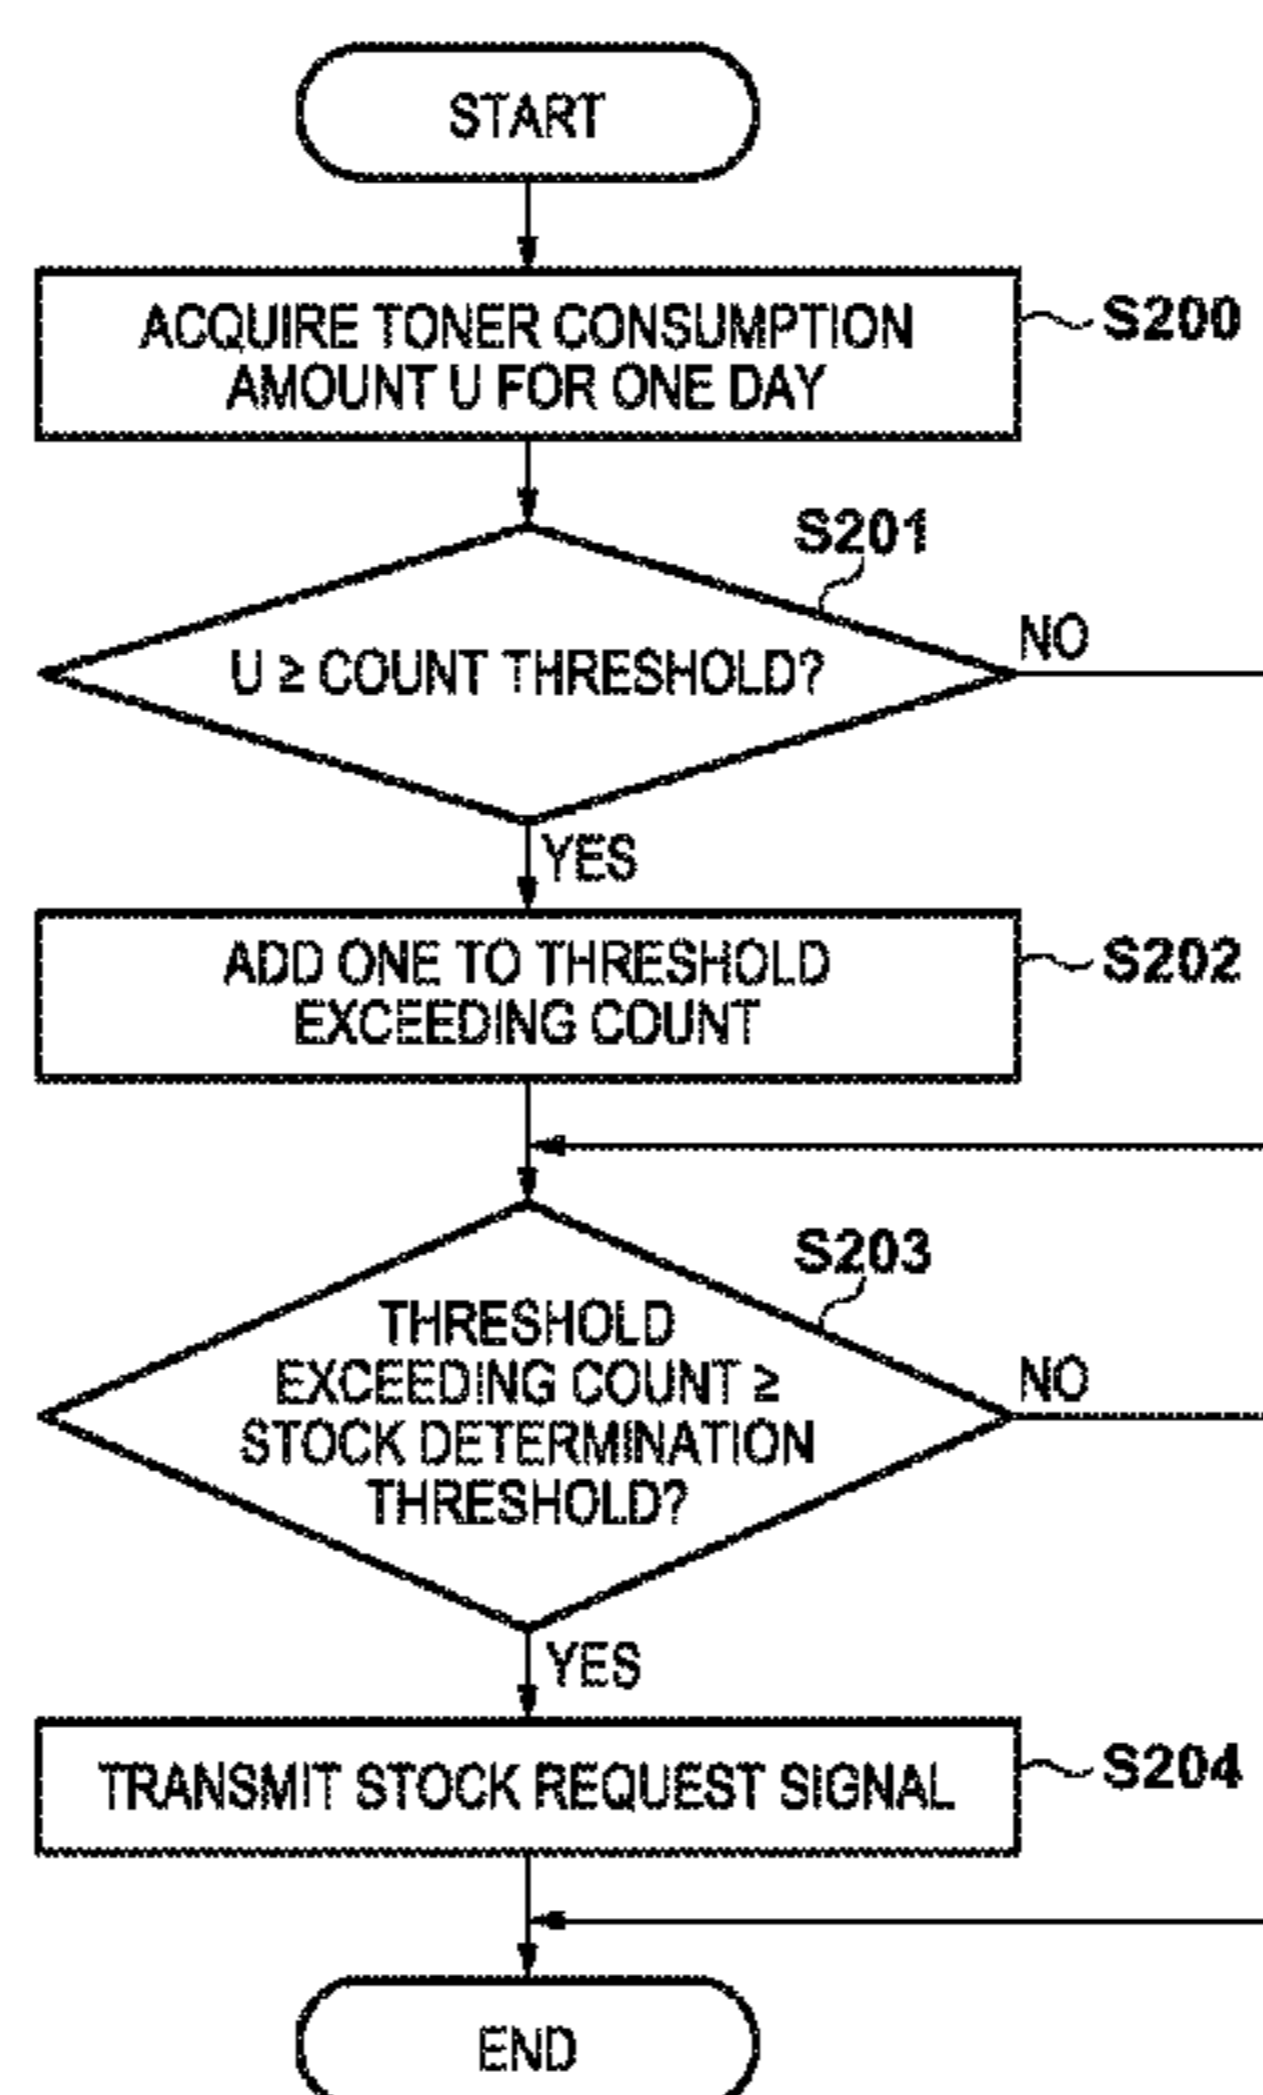 START
ACQUIRE TONER CONSUMPTION
AMOUNT U FOR ONE DAY
S200
S201
U ≥ COUNT THRESHOLD?
NO
YES
ADD ONE TO THRESHOLD
EXCEEDING COUNT
S202
S203
THRESHOLD
EXCEEDING COUNT ≥
STOCK DETERMINATION
THRESHOLD?
NO
YES
TRANSMIT STOCK REQUEST SIGNAL
S204
END